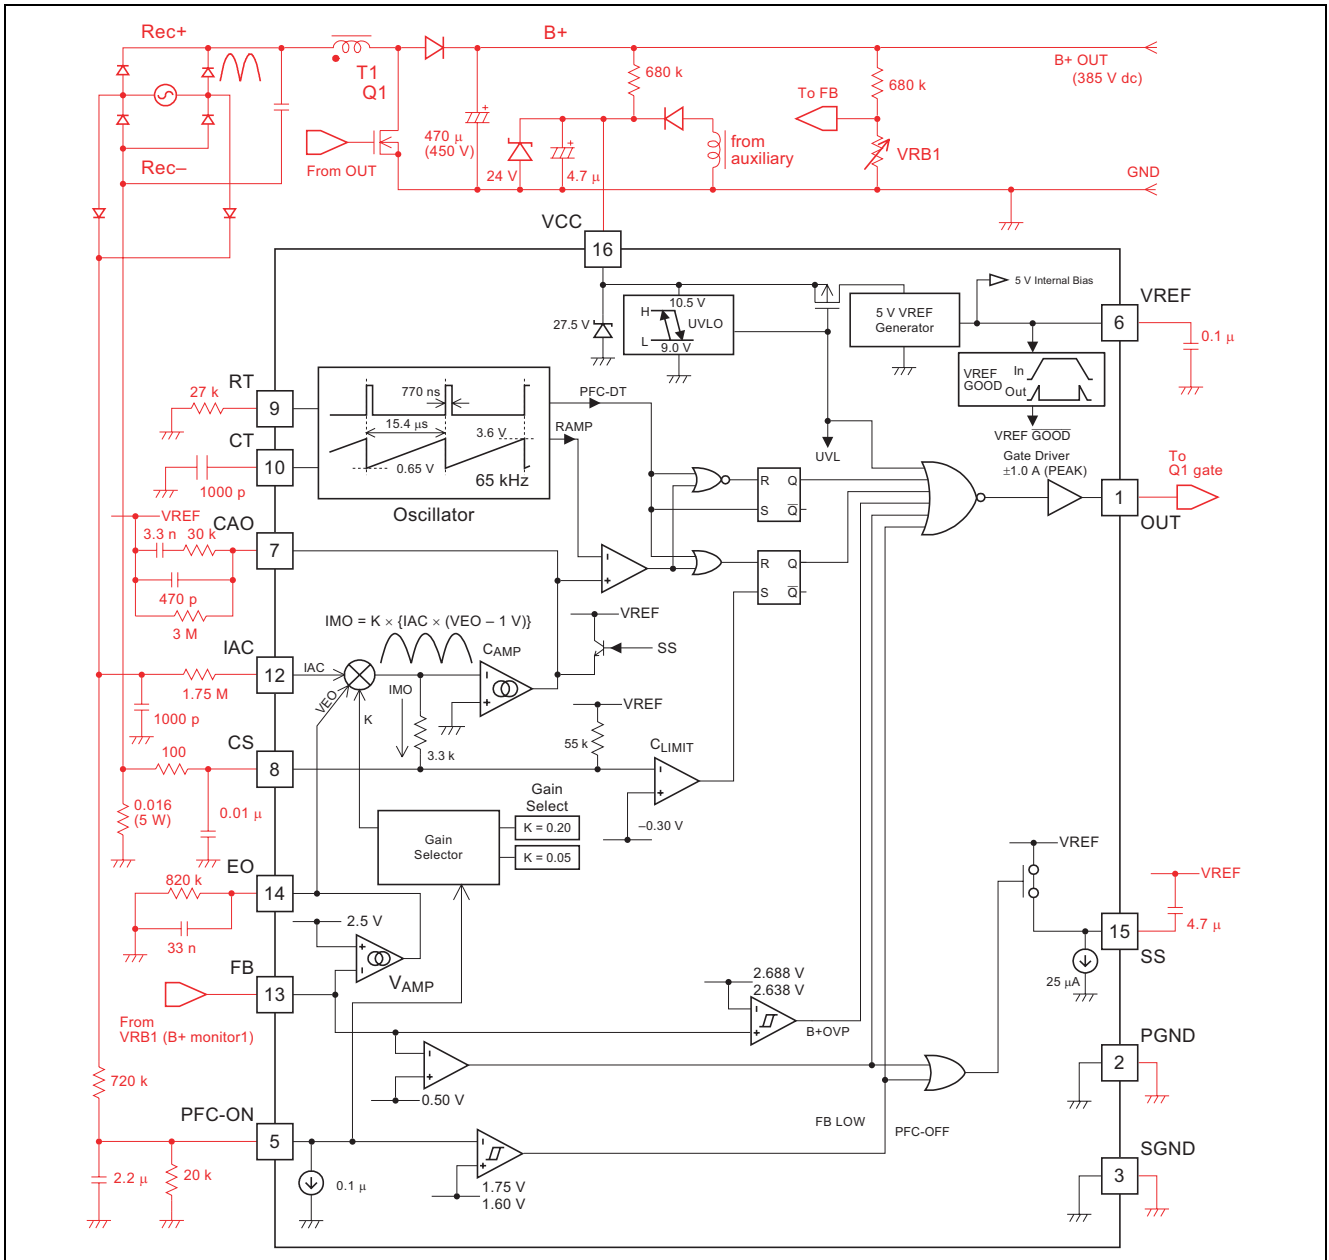 Rec+
T1
Q1
B+
680 k
B+ OUT
(385 V dc)
To FB
680 k
470 μ
(450 V)
24 V
4.7 μ
from
auxiliary
VRB1
From OUT
Rec–
GND
VCC
16
10.5 V
H
UVLO
L
9.0 V
27.5 V
5 V VREF
Generator
5 V Internal Bias
VREF
6
0.1 μ
VREF
GOOD
In
Out
VREF GOOD
UVL
Gate Driver
±1.0 A (PEAK)
To
Q1 gate
1
OUT
RT
27 k
9
770 ns
15.4 μs
3.6 V
0.65 V
65 kHz
Oscillator
PFC-DT
RAMP
CT
10
1000 p
R
Q
S
Q
R
Q
S
Q
VREF
CAO
3.3 n
30 k
7
470 p
3 M
IMO = K × {IAC × (VEO – 1 V)}
VREF
SS
IAC
12
IAC
1.75 M
1000 p
VEO
K
IMO
CAMP
3.3 k
VREF
55 k
CS
100
8
CLIMIT
–0.30 V
0.016
(5 W)
0.01 μ
Gain
Select
K = 0.20
K = 0.05
Gain
Selector
EO
820 k
14
33 n
2.5 V
VAMP
FB
13
From
VRB1 (B+ monitor1)
VREF
VREF
4.7 μ
15
SS
25 μA
2.688 V
2.638 V
B+OVP
0.50 V
FB LOW
PFC-OFF
PGND
2
720 k
PFC-ON
5
2.2 μ
20 k
0.1 μ
1.75 V
1.60 V
SGND
3